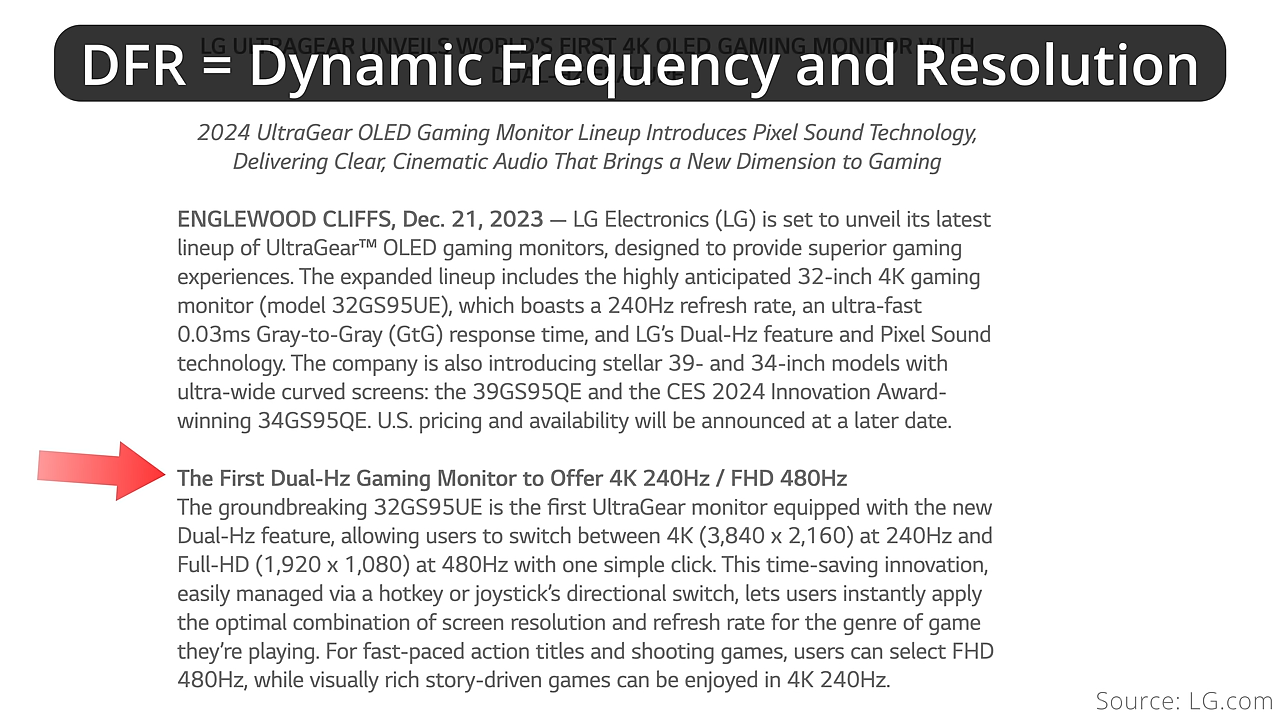 DFR = Dynamic Frequency and Resolution
LG ULTRAGEAR UNVEILS WORLD'S FIRST 4K OLED GAMING MONITOR WITH
DUAL-HZ
2024 UltraGear OLED Gaming Monitor Lineup Introduces Pixel Sound Technology,
Delivering Clear, Cinematic Audio That Brings a New Dimension to Gaming
ENGLEWOOD CLIFFS, Dec. 21, 2023 — LG Electronics (LG) is set to unveil its latest
lineup of UltraGear™ OLED gaming monitors, designed to provide superior gaming
experiences. The expanded lineup includes the highly anticipated 32-inch 4K gaming
monitor (model 32GS95UE), which boasts a 240Hz refresh rate, an ultra-fast
0.03ms Gray-to-Gray (GtG) response time, and LG's Dual-Hz feature and Pixel Sound
technology. The company is also introducing stellar 39- and 34-inch models with
ultra-wide curved screens: the 39GS95QE and the CES 2024 Innovation Award-
winning 34GS95QE. U.S. pricing and availability will be announced at a later date.
The First Dual-Hz Gaming Monitor to Offer 4K 240Hz / FHD 480Hz
The groundbreaking 32GS95UE is the first UltraGear monitor equipped with the new
Dual-Hz feature, allowing users to switch between 4K (3,840 x 2,160) at 240Hz and
Full-HD (1,920 x 1,080) at 480Hz with one simple click. This time-saving innovation,
easily managed via a hotkey or joystick's directional switch, lets users instantly apply
the optimal combination of screen resolution and refresh rate for the genre of game
they're playing. For fast-paced action titles and shooting games, users can select FHD
480Hz, while visually rich story-driven games can be enjoyed in 4K 240Hz.
Source: LG.com